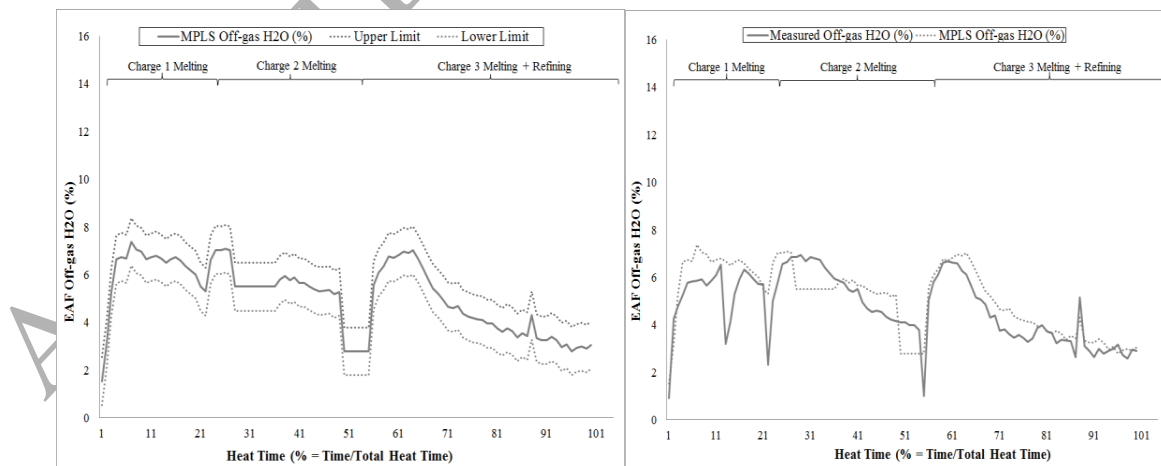 MPLS Off-gas H2O (%) Upper Limit Lower Limit
Charge 1 Melting Charge 2 Melting Charge 3 Melting + Refining
EAF Off-gas H2O (%)
16
14
12
10
8
6
4
2
0
1 11 21 31 41 51 61 71 81 91 101
Heat Time (% = Time/Total Heat Time)
Measured Off-gas H2O (%) MPLS Off-gas H2O (%)
Charge 1 Melting Charge 2 Melting Charge 3 Melting + Refining
EAF Off-gas H2O (%)
16
14
12
10
8
6
4
2
0
1 11 21 31 41 51 61 71 81 91 101
Heat Time (% = Time/Total Heat Time)